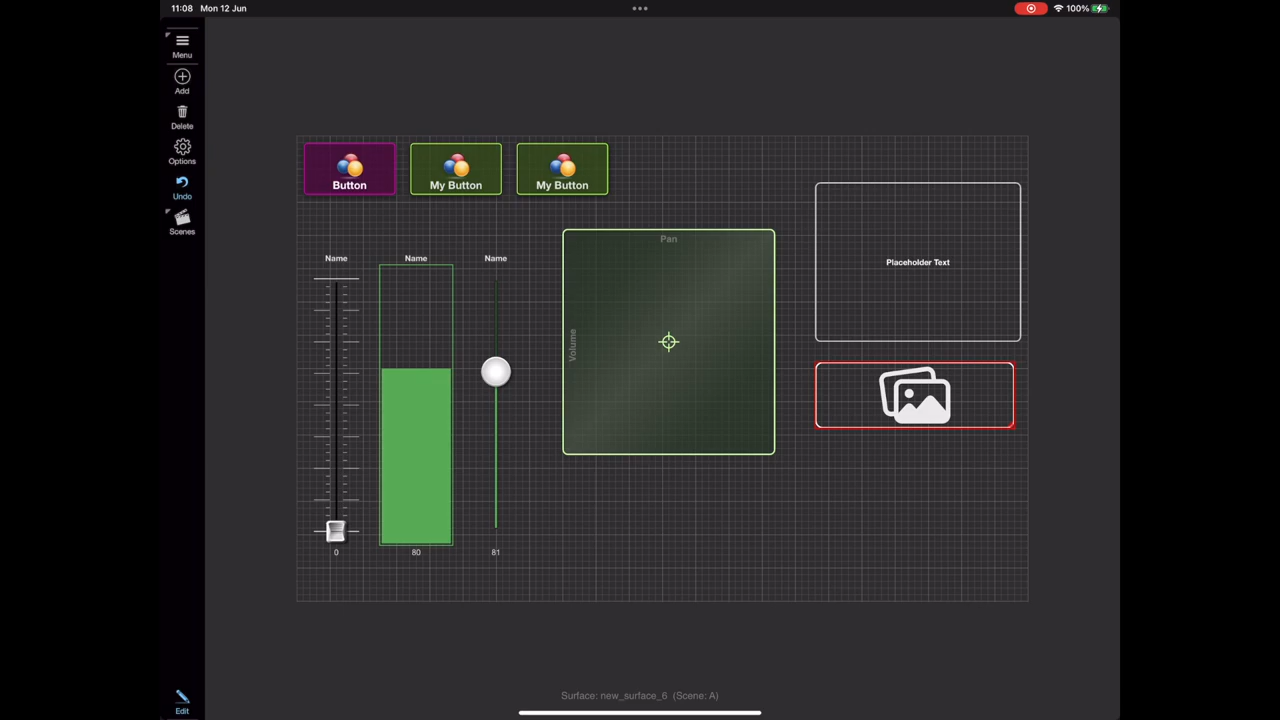 11:08 Mon 12 Jun
100%
Menu
Add
Delete
Options
Undo
Scenes
Edit
Button
My Button
My Button
Name
Name
Name
0
80
81
Pan
Volume
Placeholder Text
Surface: new_surface_6 (Scene: A)